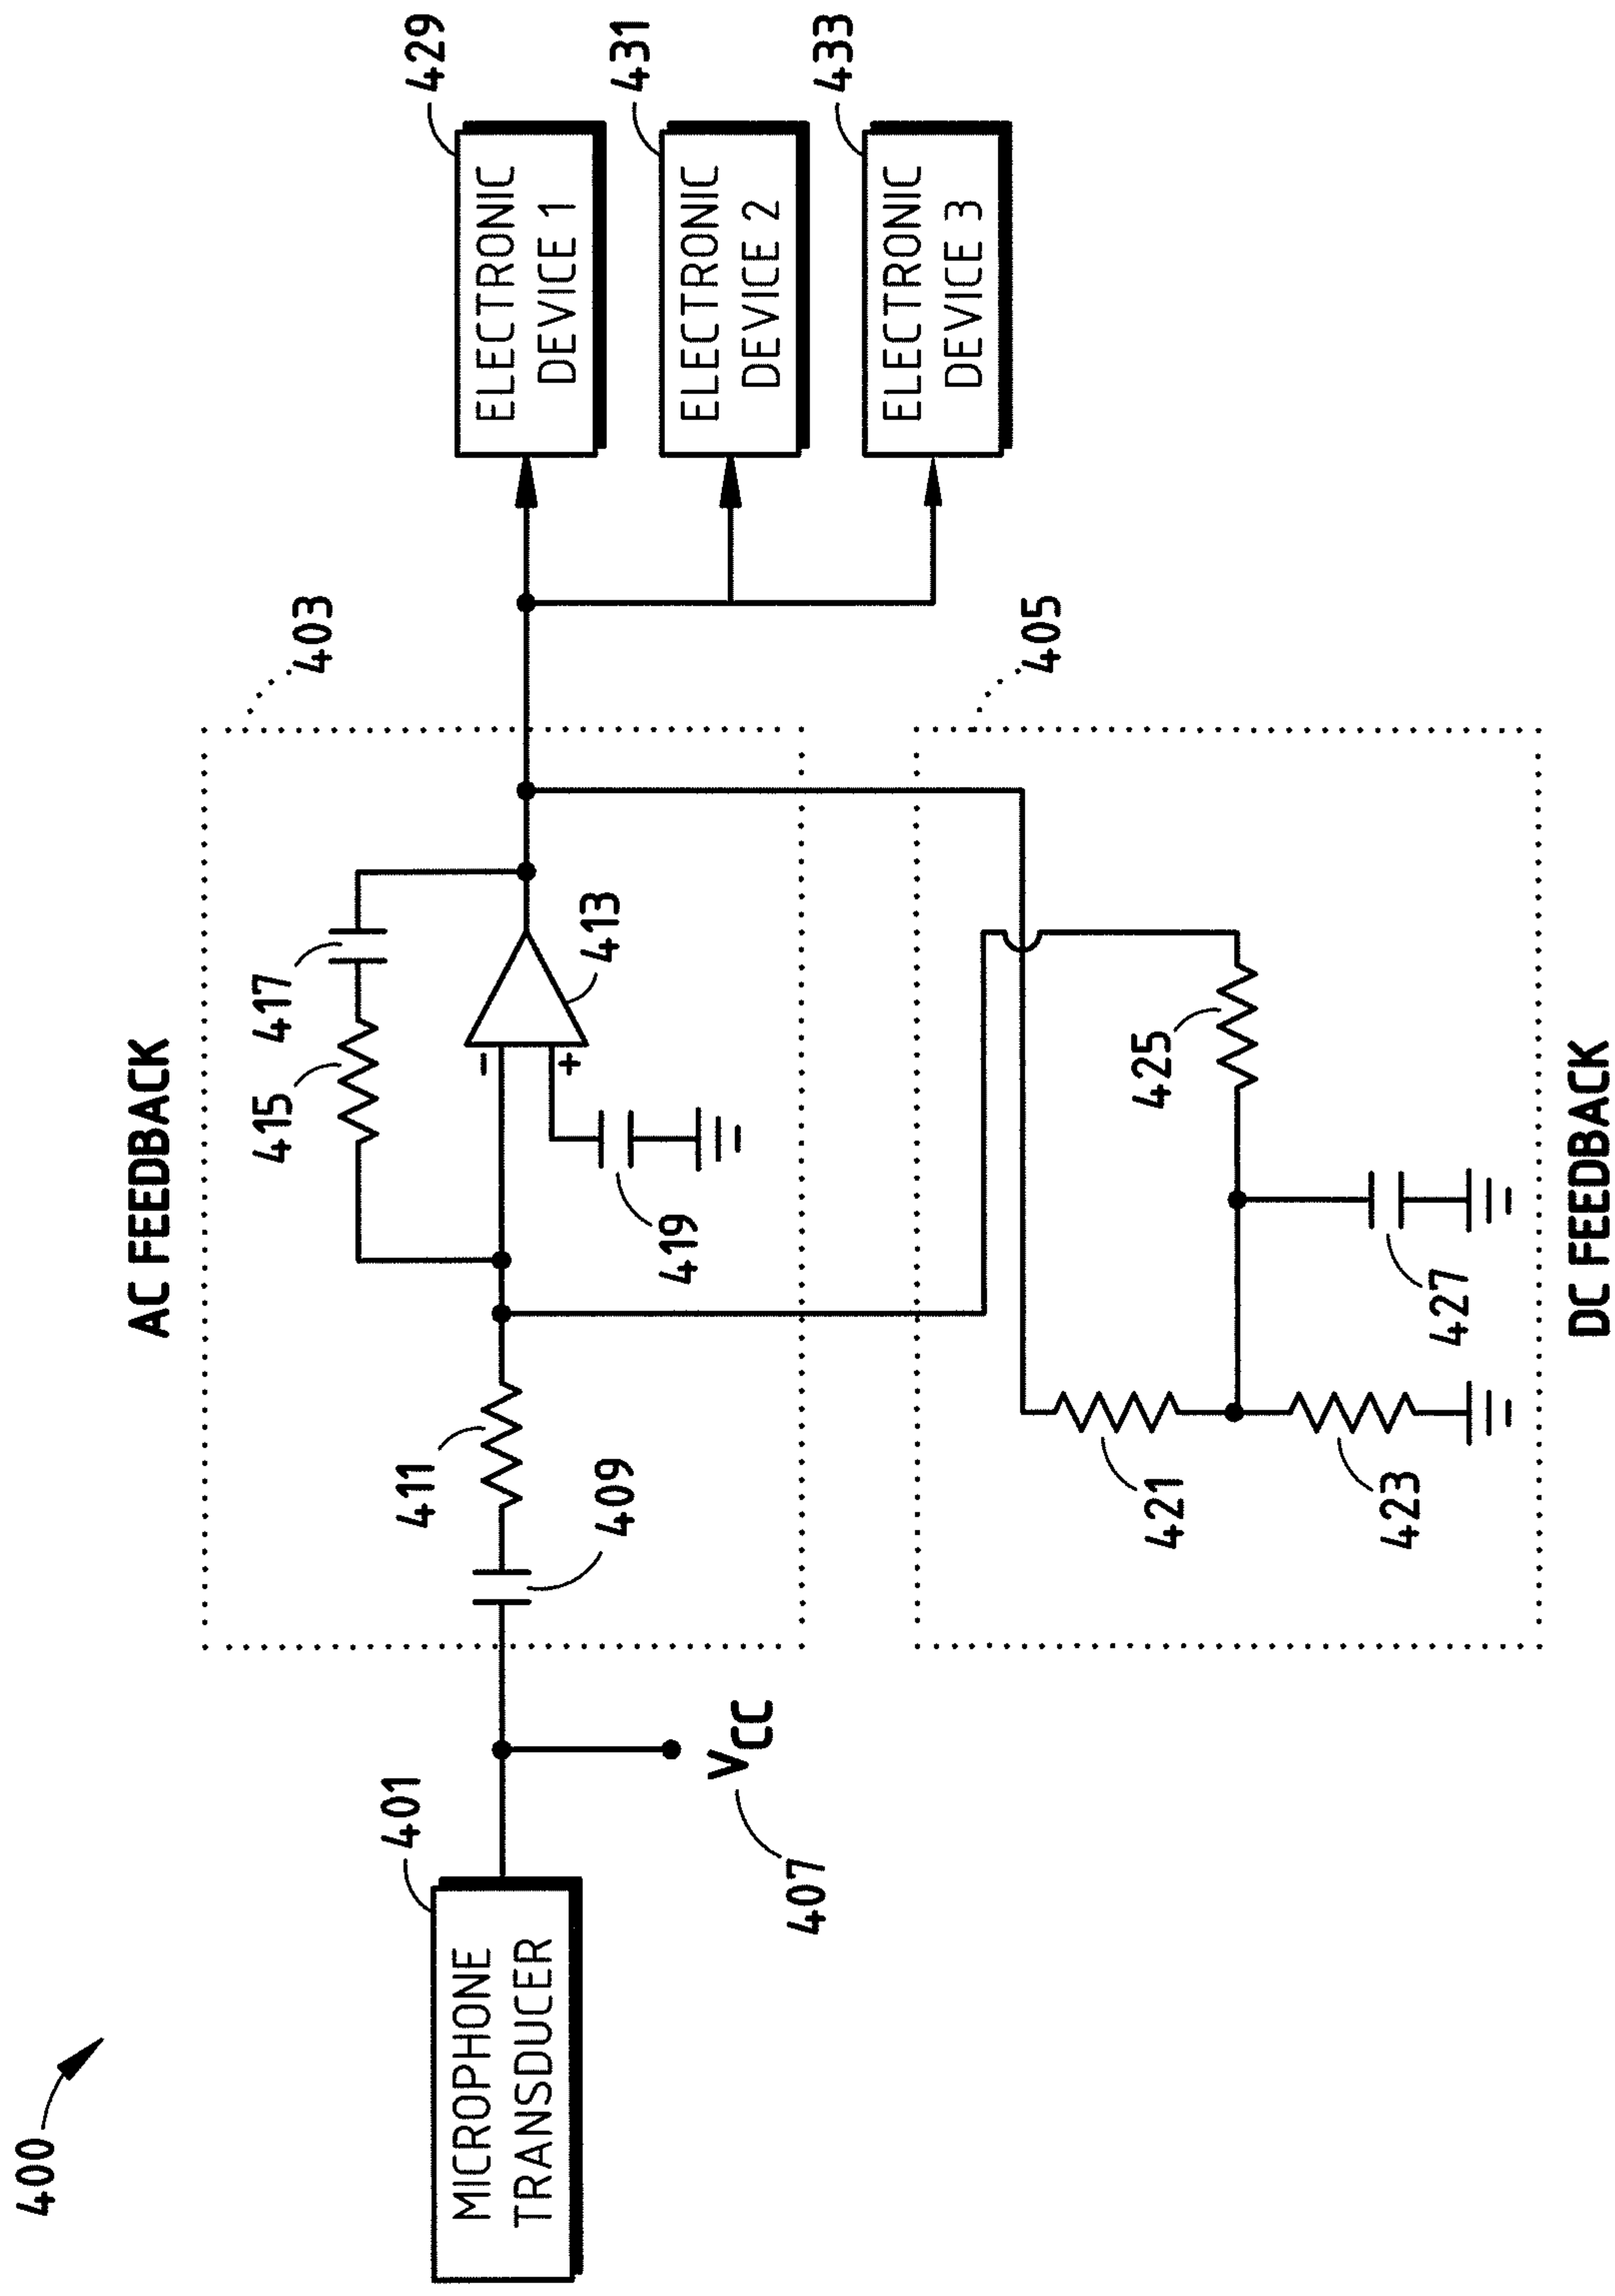 400
AC FEEDBACK
403
417
415
429
ELECTRONIC
DEVICE 1
411
413
401
MICROPHONE
TRANSDUCER
409
−
+
419
431
ELECTRONIC
DEVICE 2
VCC
407
433
ELECTRONIC
DEVICE 3
405
425
421
423
427
DC FEEDBACK